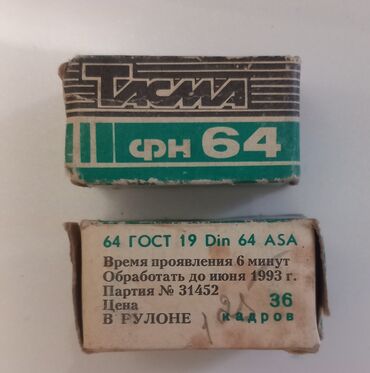 ТАСМА
ФН 64
64 ГОСТ 19 Din 64 ASA
Время проявления 6 минут
Обработать до июня 1993 г.
Партия № 31452
Цена
36
В РУЛОНЕ
кадров